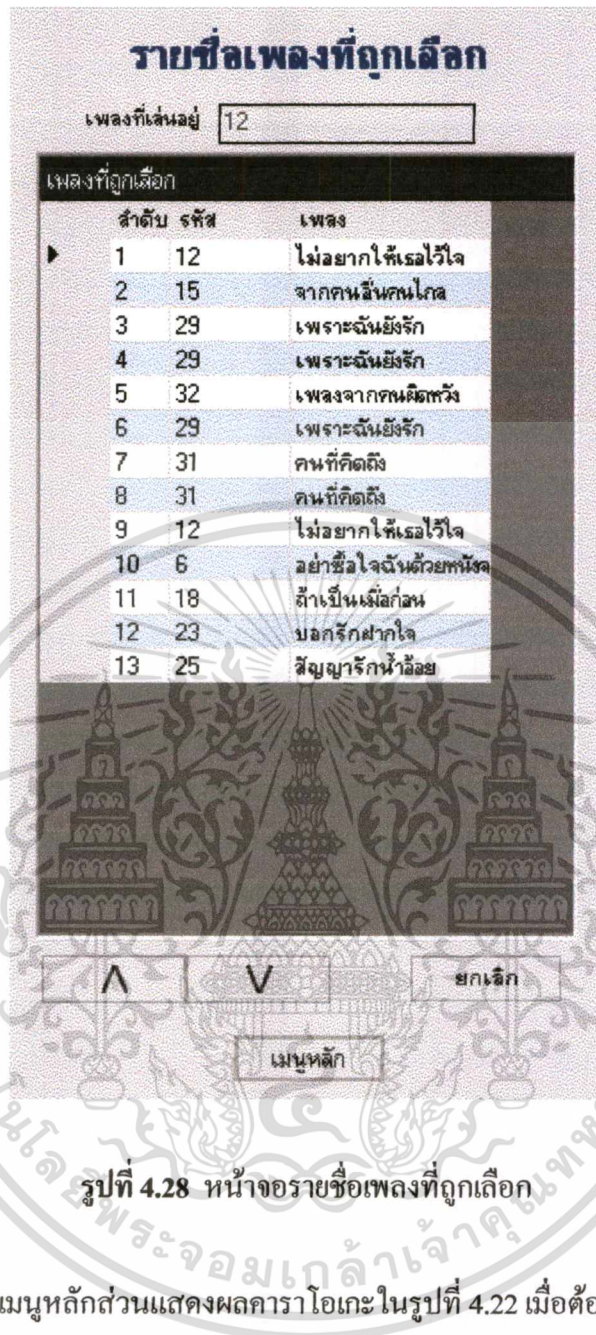 รายชื่อเพลงที่ถูกเลือก
เพลงที่เล่นอยู่ 12
เพลงที่ถูกเลือก
ลำดับ รหัส เพลง
1 12 ไม่อยากให้เธอไว้ใจ
2 15 จากคนอื่นคนไกล
3 29 เพราะฉันยังรัก
4 29 เพราะฉันยังรัก
5 32 เพลงจากคนผิดหวัง
6 29 เพราะฉันยังรัก
7 31 คนที่คิดถึง
8 31 คนที่คิดถึง
9 12 ไม่อยากให้เธอไว้ใจ
10 6 อย่าซื้อใจฉันด้วยหนัง
11 18 ถ้าเป็นเมื่อก่อน
12 23 บอกรักฝากใจ
13 25 สัญญารักน้ำอ้อย
Λ V ยกเลิก
เมนูหลัก
รูปที่ 4.28 หน้าจอรายชื่อเพลงที่ถูกเลือก
พระจอมเกล้าเจ้าคุณ
เมนูหลักส่วนแสดงผลคาราโอเกะในรูปที่ 4.22 เมื่อต้อ